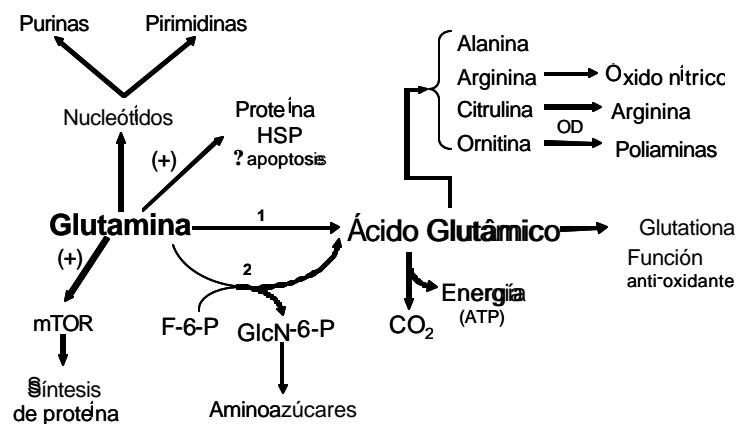 Purinas
Pirimidinas
Nucleótidos
Proteína
HSP
? apoptosis
(+)
Alanina
Arginina
Óxido nítrico
Citrulina
Arginina
Ornitina
OD
Poliaminas
Glutamina
1
Ácido Glutâmico
Glutationa
Función
anti-oxidante
(+)
2
mTOR
F-6-P
GlcN-6-P
Energía
(ATP)
CO₂
Síntesis
de proteína
Aminoazúcares